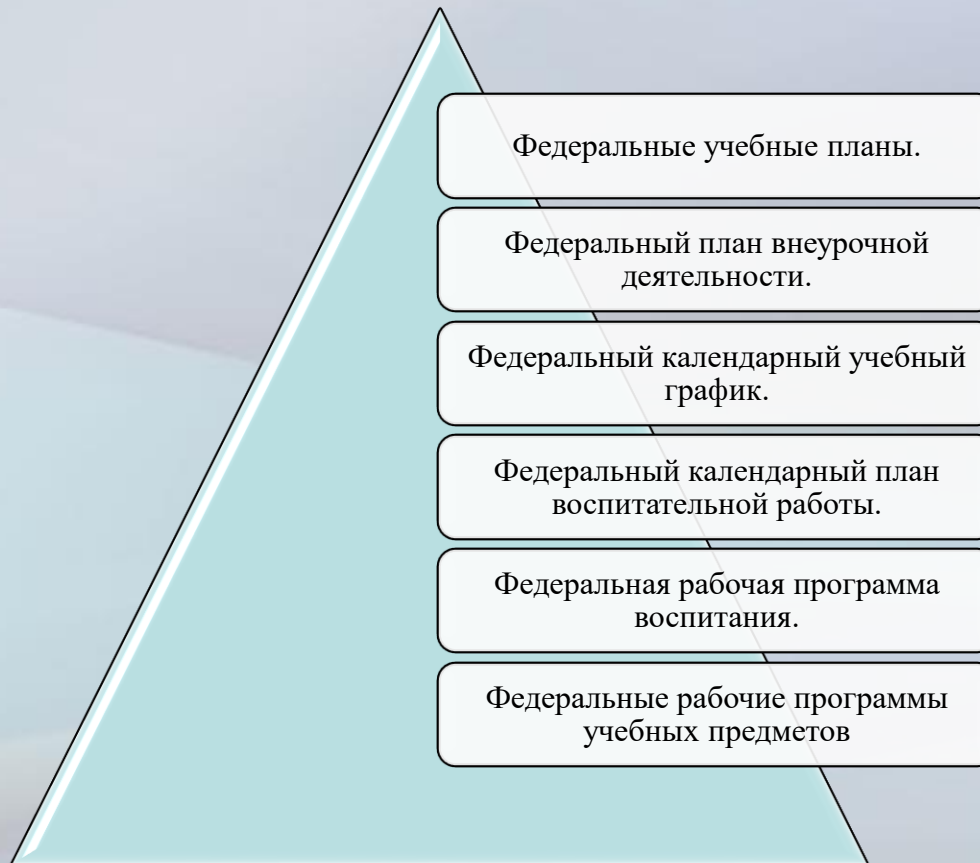 Федеральные учебные планы.
Федеральный план внеурочной
деятельности.
Федеральный календарный учебный
график.
Федеральный календарный план
воспитательной работы.
Федеральная рабочая программа
воспитания.
Федеральные рабочие программы
учебных предметов